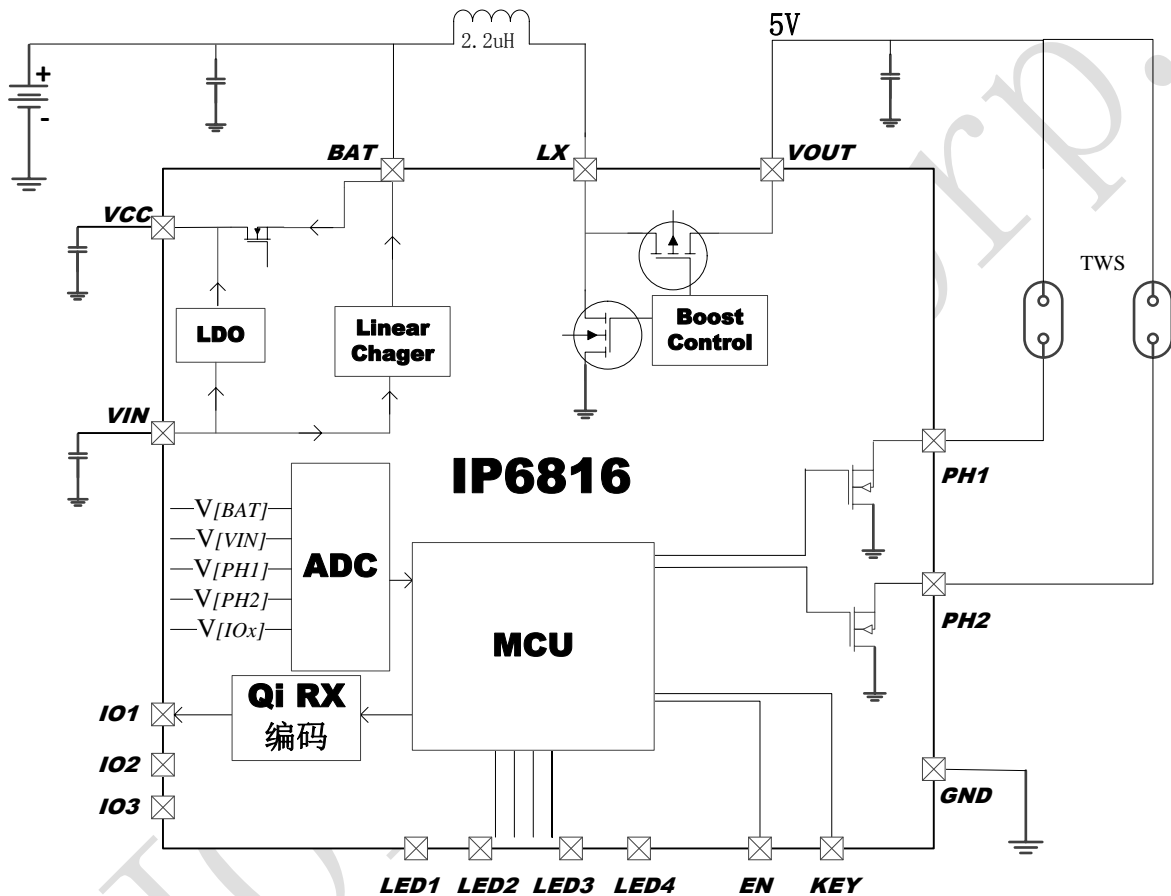 2.2uH
5V
+
-
BAT
LX
VOUT
VCC
TWS
LDO
Linear
Chager
Boost
Control
VIN
IP6816
PH1
V[BAT]
V[VIN]
V[PH1]
V[PH2]
V[IOx]
ADC
MCU
PH2
Qi RX
编码
IO1
IO2
IO3
GND
LED1
LED2
LED3
LED4
EN
KEY
orp.